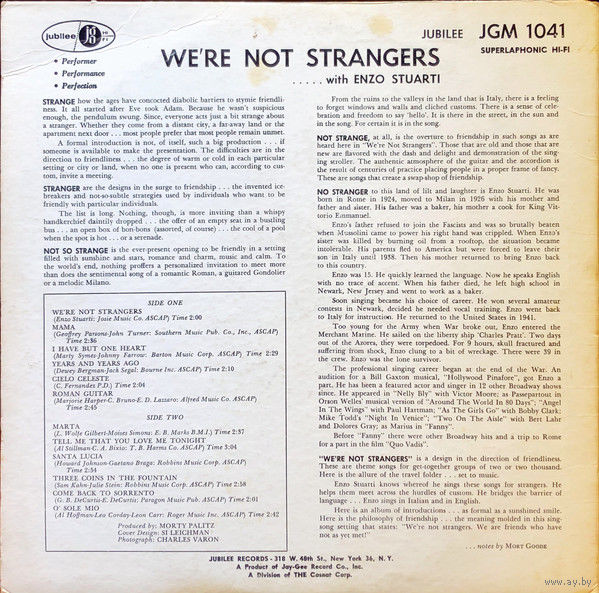 jubilee
HI
FI
JUBILEE JGM 1041
SUPERLAPHONIC HI-FI
• Performer
• Performance
• Perfection
WE'RE NOT STRANGERS
. . . . . with ENZO STUARTI
STRANGE how the ages have concocted diabolic barriers to stymie friendli-
ness. It all started after Eve took Adam. Because he wasn't suspicious
enough, the pendulum swung. Since, everyone acts just a bit strange about
a stranger. Whether they come from a distant city, a far-away land or the
apartment next door . . . most people prefer that most people remain unmet.
A formal introduction is not, of itself, such a big production . . . if
someone is available to make the presentation. The difficulties are in the
direction to friendliness . . . the degree of warm or cold in each particular
setting or city or land, when no one is present who can, according to cus-
tom, invite a meeting.
STRANGER are the designs in the surge to friendship . . . the invented ice-
breakers and not-so-subtle strategies used by individuals who want to be
friendly with particular individuals.
The list is long. Nothing, though, is more inviting than a whispy
handkerchief daintily dropped . . . the offer of an empty seat in a bustling
bus . . . an open box of bon-bons (assorted, of course) . . . the cool of a pool
when the spot is hot . . . or a serenade.
NOT SO STRANGE is the ever-present opening to be friendly in a setting
filled with sunshine and stars, romance and charm, music and calm. To
the world's end, nothing proffers a personalized invitation to meet more
than does the sentimental song of a romantic Roman, a guitared Gondolier
or a melodic Milano.
SIDE ONE
WE'RE NOT STRANGERS
(Enzo Stuarti: Josie Music Co. ASCAP) Time 2:00
MAMA
(Geoffrey Parsons-John Turner: Southern Music Pub. Co., Inc., ASCAP)
Time 2:36
I HAVE BUT ONE HEART
(Marty Symes-Johnny Farrow: Barton Music Corp. ASCAP) Time 2:29
YEARS AND YEARS AGO
(Dewey Bergman-Jack Segal: Bourne Inc. ASCAP) Time 2:10
CIELO CELESTE
(C. Fernandes P.D.) Time 2:04
ROMAN GUITAR
(Marjorie Harper-C. Bruno-E. D. Lazzaro: Alfred Music Co. ASCAP)
Time 2:45
SIDE TWO
MARTA
(L. Wolfe Gilbert-Moises Simons: E. B. Marks B.M.I.) Time 2:37
TELL ME THAT YOU LOVE ME TONIGHT
(Al Stillman-C. A. Bixio: T. B. Harms Co. ASCAP) Time 3:04
SANTA LUCIA
(Howard Johnson-Gaetano Braga: Robbins Music Corp. ASCAP)
Time 2:54
THREE COINS IN THE FOUNTAIN
(Sam Kahn-Julie Stein: Robbins Music Corp. ASCAP) Time 2:58
COME BACK TO SORRENTO
(G. B. DeCurtis-E. DeCurtis: Paragon Music Pub. ASCAP) Time 2:01
O' SOLE MIO
(Al Hoffman-Leo Corday-Leon Carr: Roger Music Inc. ASCAP) Time 2:42
Produced by: MORTY PALITZ
Cover Design: SI LEICHMAN
Photograph: CHARLES VARON
From the ruins to the valleys in the land that is Italy, there is a feeling
to forget windows and walls and cliched customs. There is a sense of cele-
bration and freedom to say 'hello'. It is there in the street, in the sun and
in the song. For certain it is in the song.
NOT STRANGE, at all, is the overture to friendship in such songs as are
heard here in "We're Not Strangers". Those that are old and those that are
new are flavored with the dash and delight and demonstration of the sing-
ing stroller. The authentic atmosphere of the guitar and the accordion is
the result of centuries of practice placing people in a proper frame of fancy.
These are songs that create a swap-shop of friendship.
NO STRANGER to this land of lilt and laughter is Enzo Stuarti. He was
born in Rome in 1924, moved to Milan in 1926 with his mother and
father and sister. His father was a baker, his mother a cook for King Vit-
torio Emmanuel.
Enzo's father refused to join the Fascists and was so brutally beaten
when Mussolini came to power his right hand was crippled. When Enzo's
sister was killed by burning oil from a rooftop, the situation became
intolerable. His parents fled to America but were forced to leave their
son in Italy until 1938. Then his mother returned to bring Enzo back
to this country.
Enzo was 15. He quickly learned the language. Now he speaks English
with no trace of accent. When his father died, he left high school in
Newark, New Jersey and went to work as a baker.
Soon singing became his choice of career. He won several amateur
contests in Newark, decided he needed vocal training. Enzo went back
to Italy for instruction. He returned to the United States in 1941.
Too young for the Army when War broke out, Enzo entered the
Merchant Marine. He sailed on the liberty ship 'Charles Pratt'. Two days
out of the Azores, they were torpedoed. For 9 hours, skull fractured and
suffering from shock, Enzo clung to a bit of wreckage. There were 39 in
the crew. Enzo was the lone survivor.
The professional singing career began at the end of the War. An
audition for a Bill Gaxton musical, "Hollywood Pinafore", got Enzo a
part. He has been a featured actor and singer in 12 other Broadway shows
since. He appeared in "Nelly Bly" with Victor Moore; as Passepartout in
Orson Welles' musical version of "Around The World In 80 Days"; "Angel
In The Wings" with Paul Hartman; "As The Girls Go" with Bobby Clark;
Mike Todd's "Night In Venice"; "Two On The Aisle" with Bert Lahr
and Dolores Gray; as Marius in "Fanny".
Before "Fanny" there were other Broadway hits and a trip to Rome
for a part in the film "Quo Vadis".
"WE'RE NOT STRANGERS" is a design in the direction of friendliness.
These are theme songs for get-together groups of two or two thousand.
Here is the allure of the travel folder . . . set to music.
Enzo Stuarti knows whereof he sings these songs for strangers. He
helps them meet across the hurdles of custom. He bridges the barrier of
language . . . Enzo sings in Italian and in English.
Here is an album of introductions . . . as formal as a sunshined smile.
Here is the philosophy of friendship . . . the meaning molded in this sing-
song setting that states: "We're not strangers. We are friends who
have not as yet met!"
. . . notes by MORT GOODE
JUBILEE RECORDS - 318 W. 48th St., New York 36, N. Y.
A Product of Jay-Gee Record Co., Inc.
A Division of THE Cosnat Corp.
www.ay.by